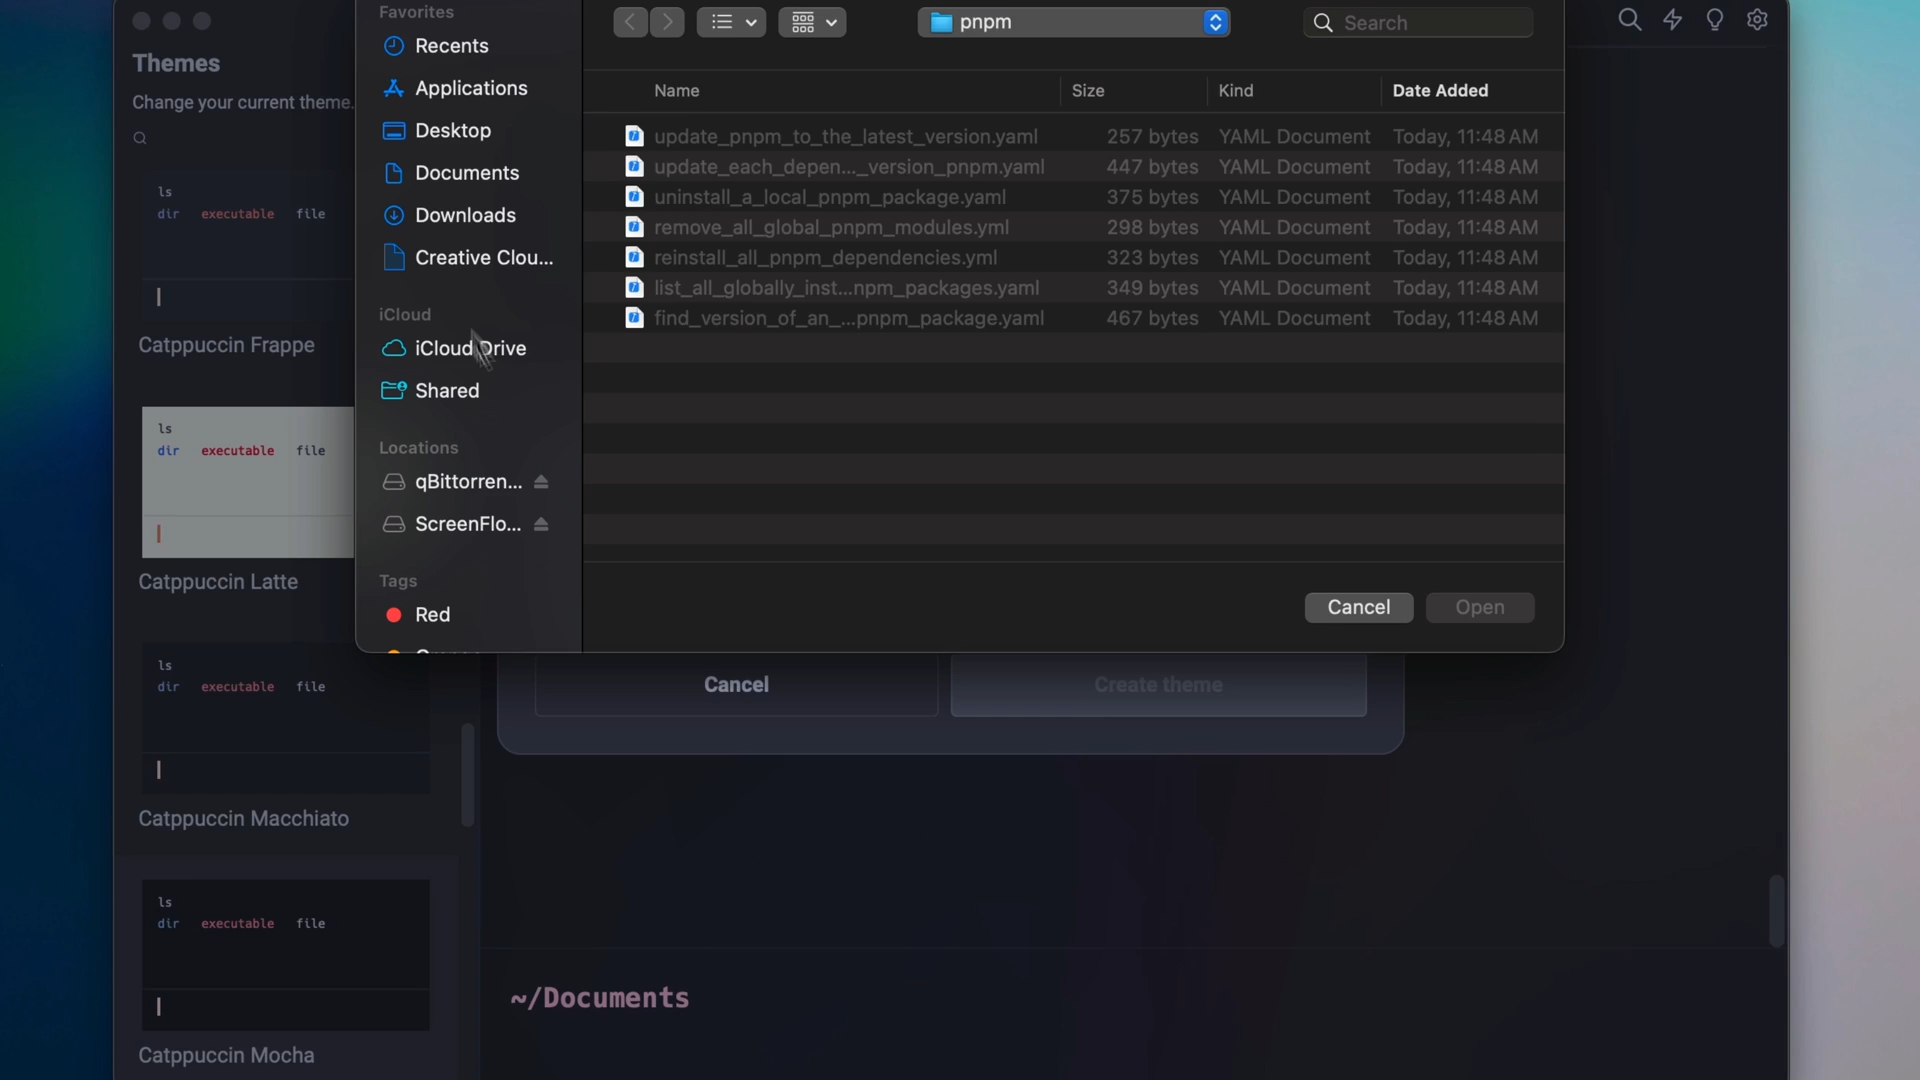 Themes
Change your current theme.
ls
dir executable file
Catppuccin Frappe
ls
dir executable file
Catppuccin Latte
ls
dir executable file
Catppuccin Macchiato
ls
dir executable file
Catppuccin Mocha
Favorites
Recents
Applications
Desktop
Documents
Downloads
Creative Clou...
iCloud
iCloud Drive
Shared
Locations
qBittorren...
ScreenFlo...
Tags
Red
pnpm
Search
Name Size Kind Date Added
update_pnpm_to_the_latest_version.yaml 257 bytes YAML Document Today, 11:48 AM
update_each_depen..._version_pnpm.yaml 447 bytes YAML Document Today, 11:48 AM
uninstall_a_local_pnpm_package.yaml 375 bytes YAML Document Today, 11:48 AM
remove_all_global_pnpm_modules.yml 298 bytes YAML Document Today, 11:48 AM
reinstall_all_pnpm_dependencies.yml 323 bytes YAML Document Today, 11:48 AM
list_all_globally_inst...npm_packages.yaml 349 bytes YAML Document Today, 11:48 AM
find_version_of_an_...pnpm_package.yaml 467 bytes YAML Document Today, 11:48 AM
Cancel Open
Cancel Create theme
~/Documents